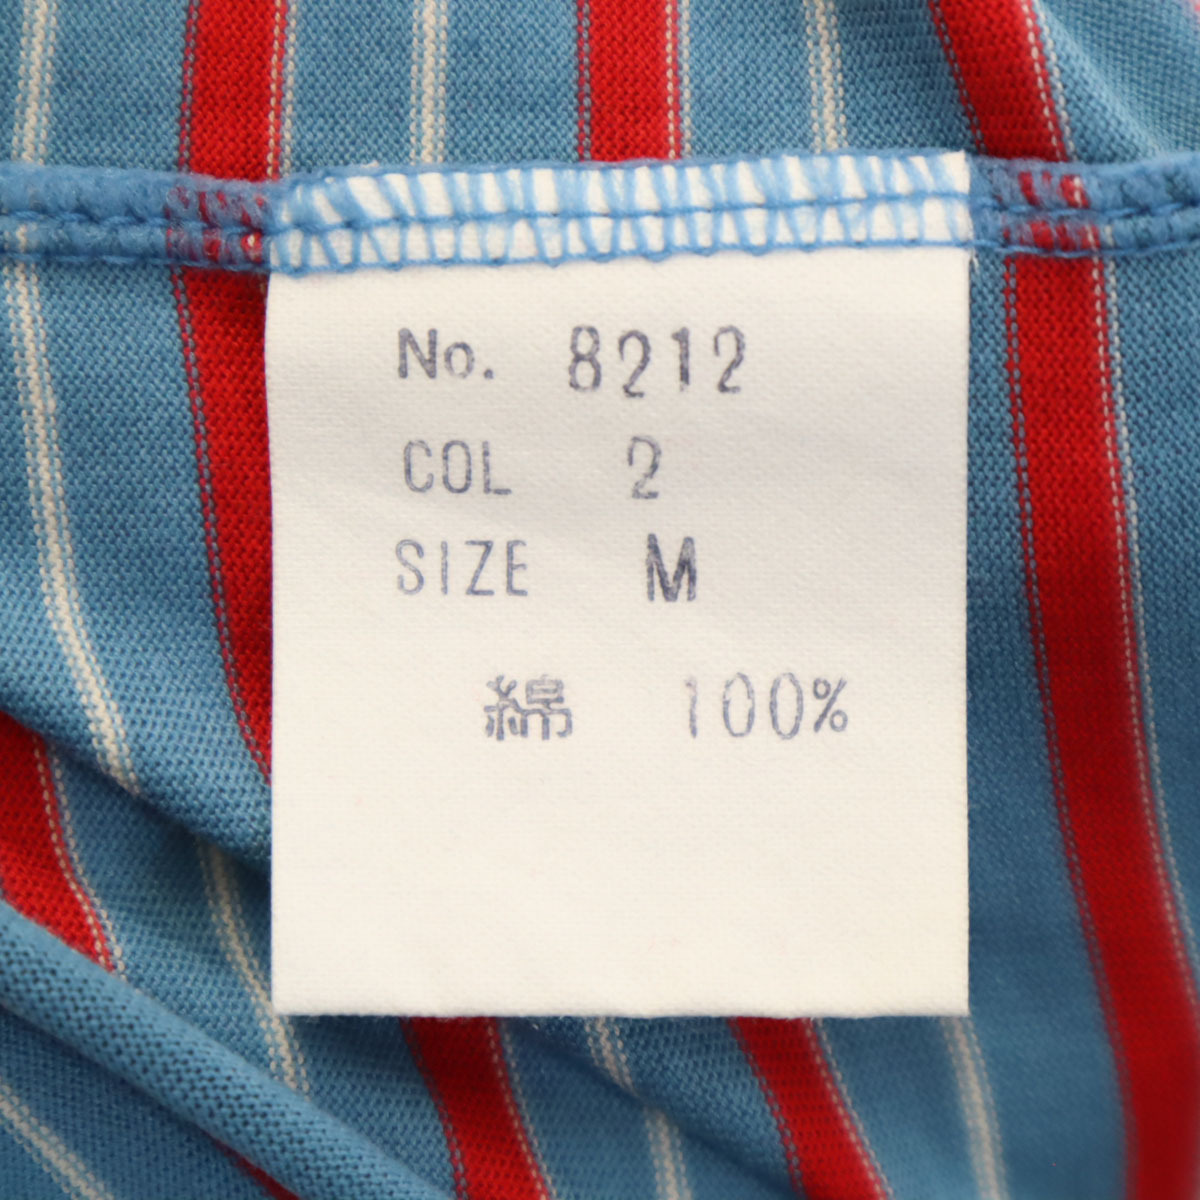 No. 8212
COL 2
SIZE M
綿 100%